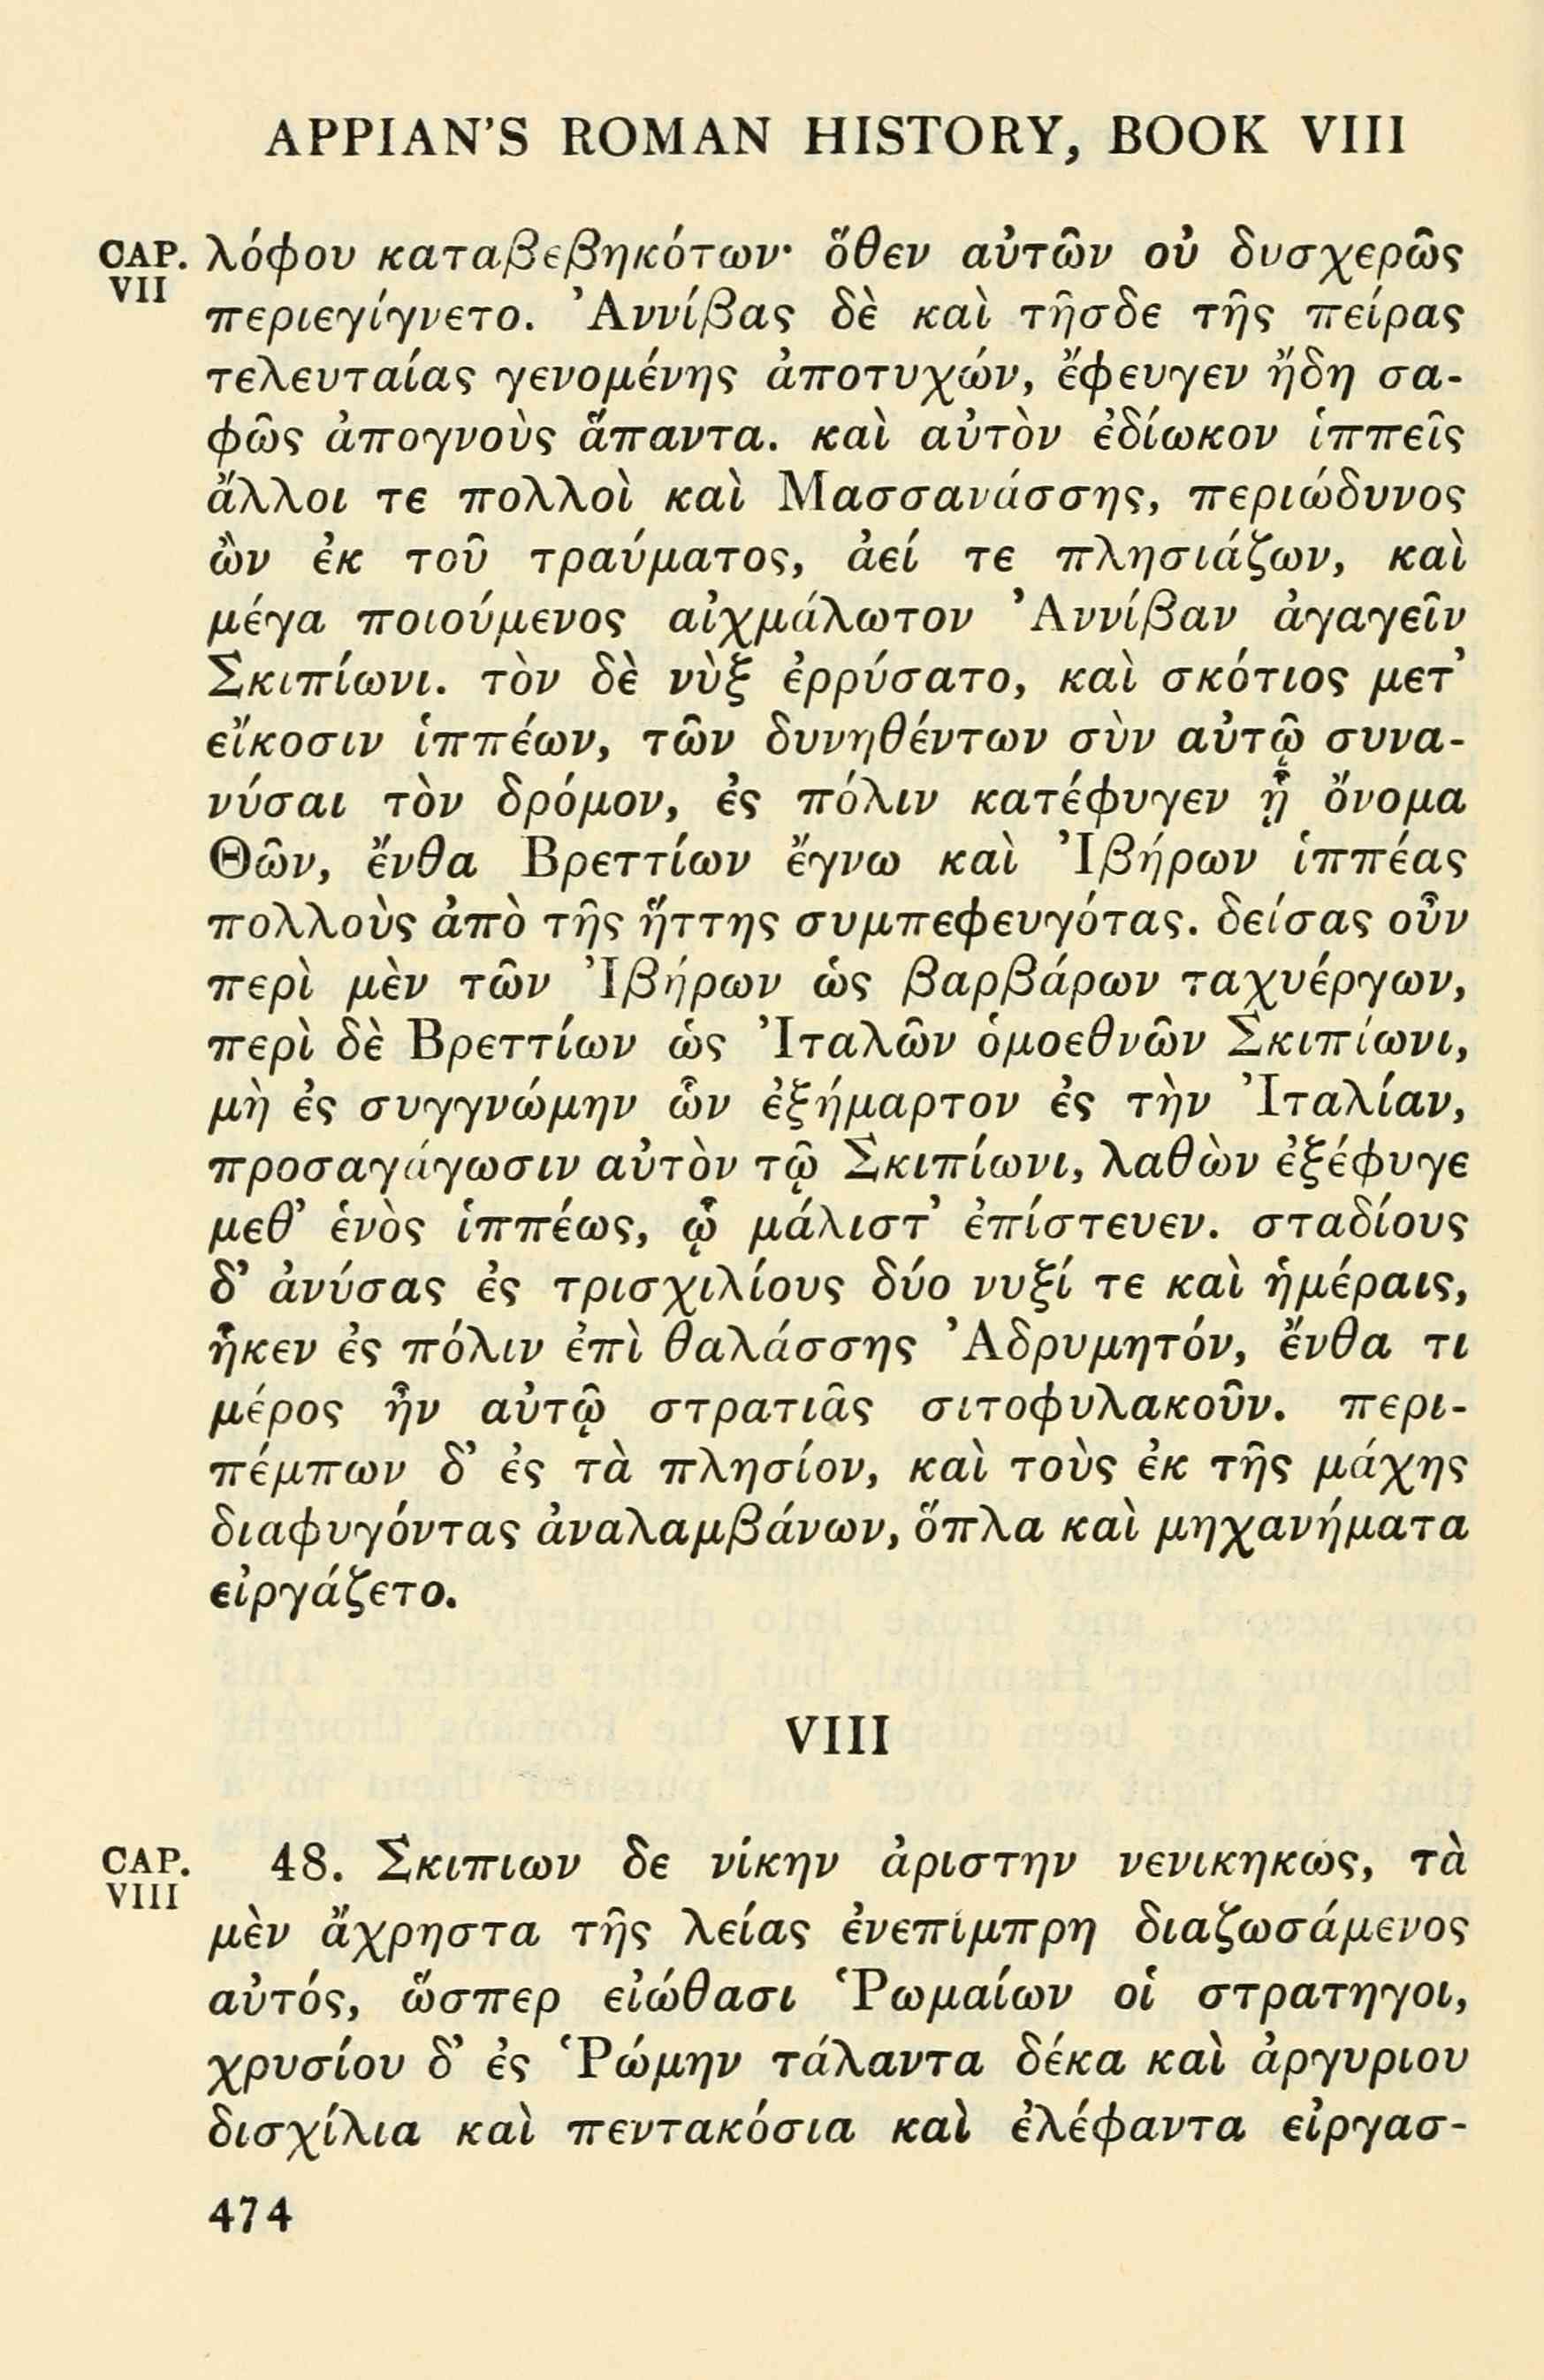 APPIAN'S ROMAN HISTORY, BOOK VIII
CAP. VII
λόφου καταβεβηκότων· ὅθεν αὐτῶν οὐ δυσχερῶς
περιεγίγνετο. Ἀννίβας δὲ καὶ τῆσδε τῆς πείρας
τελευταίας γενομένης ἀποτυχών, ἔφευγεν ἤδη σα-
φῶς ἀπογνοὺς ἅπαντα. καὶ αὐτὸν ἐδίωκον ἱππεῖς
ἄλλοι τε πολλοὶ καὶ Μασσανάσσης, περιώδυνος
ὢν ἐκ τοῦ τραύματος, ἀεί τε πλησιάζων, καὶ
μέγα ποιούμενος αἰχμάλωτον Ἀννίβαν ἀγαγεῖν
Σκιπίωνι. τὸν δὲ νὺξ ἐρρύσατο, καὶ σκότιος μετ’
εἴκοσιν ἱππέων, τῶν δυνηθέντων σὺν αὐτῷ συνα-
νύσαι τὸν δρόμον, ἐς πόλιν κατέφυγεν ᾗ ὄνομα
Θῶν, ἔνθα Βρεττίων ἔγνω καὶ Ἰβήρων ἱππέας
πολλοὺς ἀπὸ τῆς ἥττης συμπεφευγότας. δείσας οὖν
περὶ μὲν τῶν Ἰβήρων ὡς βαρβάρων ταχυέργων,
περὶ δὲ Βρεττίων ὡς Ἰταλῶν ὁμοεθνῶν Σκιπίωνι,
μὴ ἐς συγγνώμην ὧν ἐξήμαρτον ἐς τὴν Ἰταλίαν,
προσαγάγωσιν αὐτὸν τῷ Σκιπίωνι, λαθὼν ἐξέφυγε
μεθ’ ἑνὸς ἱππέως, ᾧ μάλιστ’ ἐπίστευεν. σταδίους
δ’ ἀνύσας ἐς τρισχιλίους δύο νυξί τε καὶ ἡμέραις,
ἧκεν ἐς πόλιν ἐπὶ θαλάσσης Ἀδρυμητόν, ἔνθα τι
μέρος ἦν αὐτῷ στρατιᾶς σιτοφυλακοῦν. περι-
πέμπων δ’ ἐς τὰ πλησίον, καὶ τοὺς ἐκ τῆς μάχης
διαφυγόντας ἀναλαμβάνων, ὅπλα καὶ μηχανήματα
εἰργάζετο.
VIII
CAP. VIII
48. Σκιπιων δε νίκην ἀριστην νενικηκώς, τὰ
μὲν ἄχρηστα τῆς λείας ἐνεπίμπρη διαζωσάμενος
αὐτός, ὥσπερ εἰώθασι Ῥωμαίων οἱ στρατηγοι,
χρυσίου δ’ ἐς Ῥώμην τάλαντα δέκα καὶ ἀργυριου
δισχίλια καὶ πεντακόσια καὶ ἐλέφαντα εἰργασ-
474